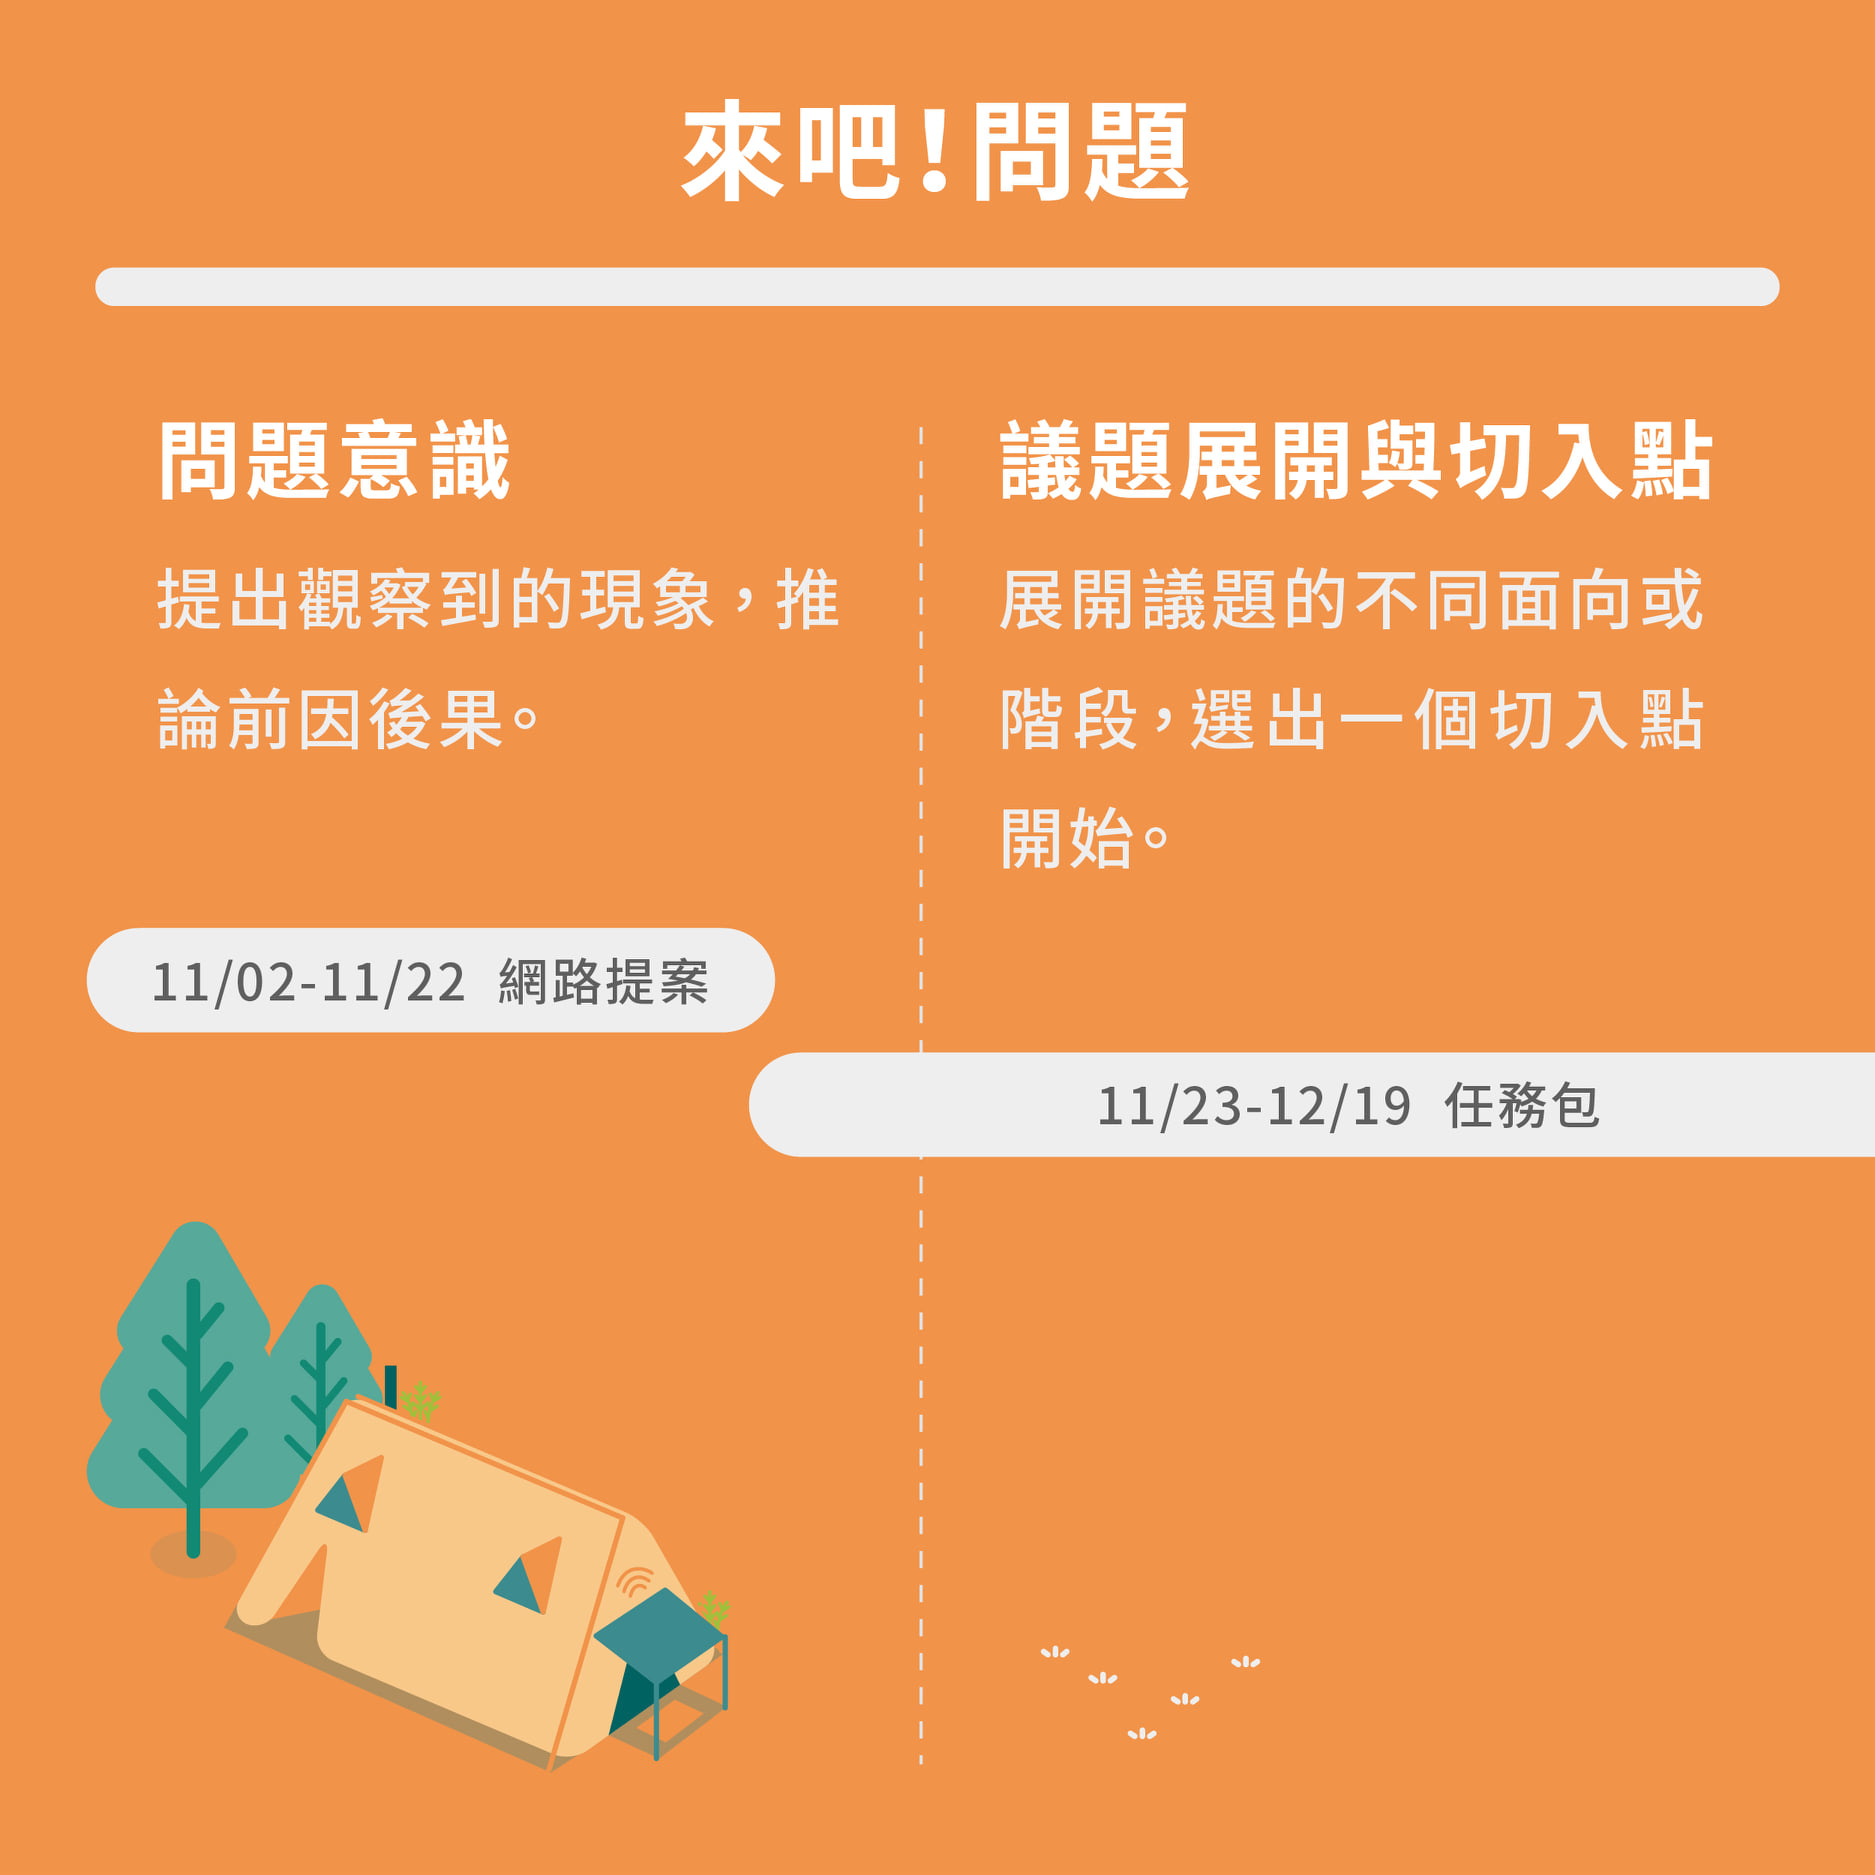 來吧!問題
問題意識
提出觀察到的現象,推
論前因後果。
11/02-11/22 網路提案
議題展開與切入點
展開議題的不同面向或
階段,選出一個切入點
開始。
11/23-12/19 任務包